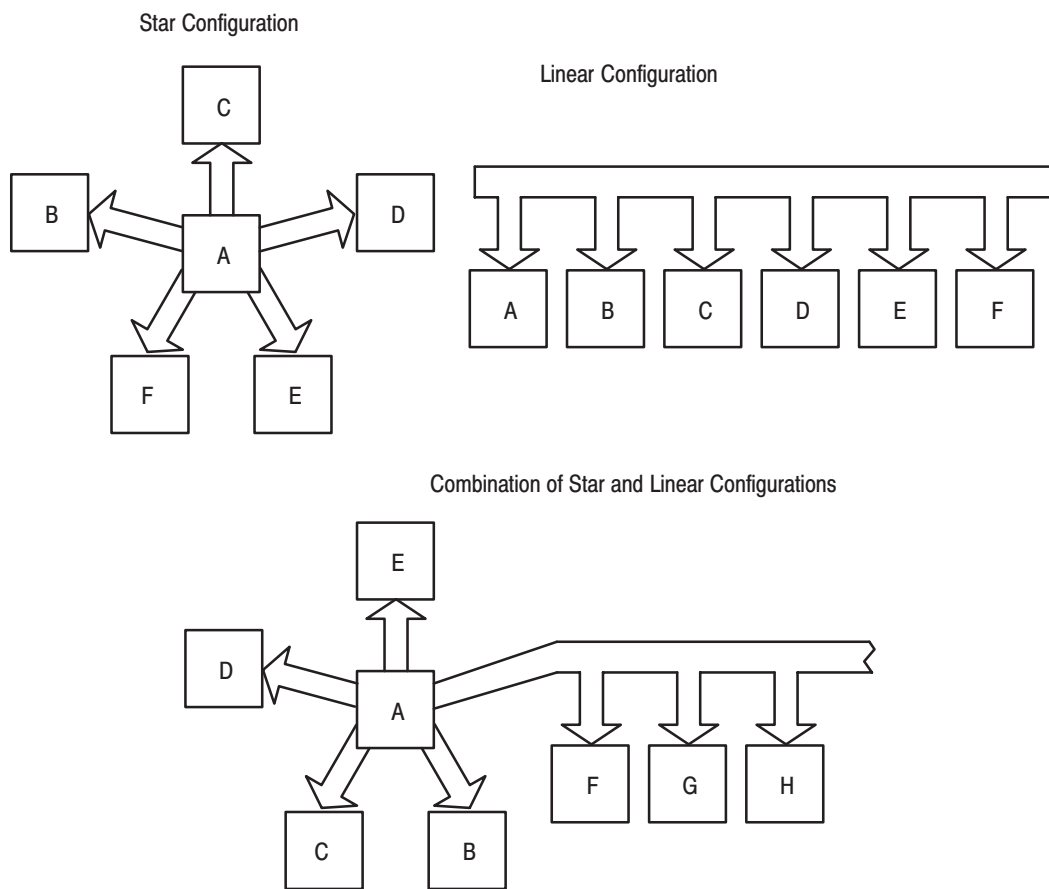 Star Configuration
Linear Configuration
C
B
D
A
F
E
A
B
C
D
E
F
Combination of Star and Linear Configurations
E
D
A
C
B
F
G
H